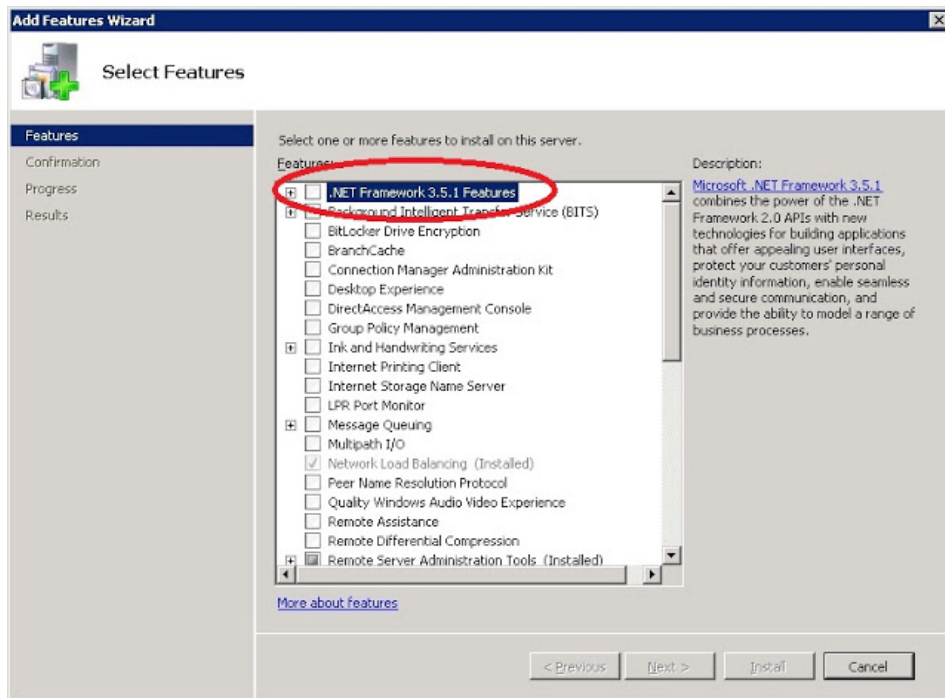 Add Features Wizard
Select Features
Features
Confirmation
Progress
Results
Select one or more features to install on this server.
Features:
.NET Framework 3.5.1 Features
Background Intelligent Transfer Service (BITS)
BitLocker Drive Encryption
BranchCache
Connection Manager Administration Kit
Desktop Experience
DirectAccess Management Console
Group Policy Management
Ink and Handwriting Services
Internet Printing Client
Internet Storage Name Server
LPR Port Monitor
Message Queuing
Multipath I/O
Network Load Balancing (Installed)
Peer Name Resolution Protocol
Quality Windows Audio Video Experience
Remote Assistance
Remote Differential Compression
Remote Server Administration Tools (Installed)
More about features
Description:
Microsoft .NET Framework 3.5.1
combines the power of the .NET
Framework 2.0 APIs with new
technologies for building applications
that offer appealing user interfaces,
protect your customers' personal
identity information, enable seamless
and secure communication, and
provide the ability to model a range of
business processes.
< Previous
Next >
Install
Cancel